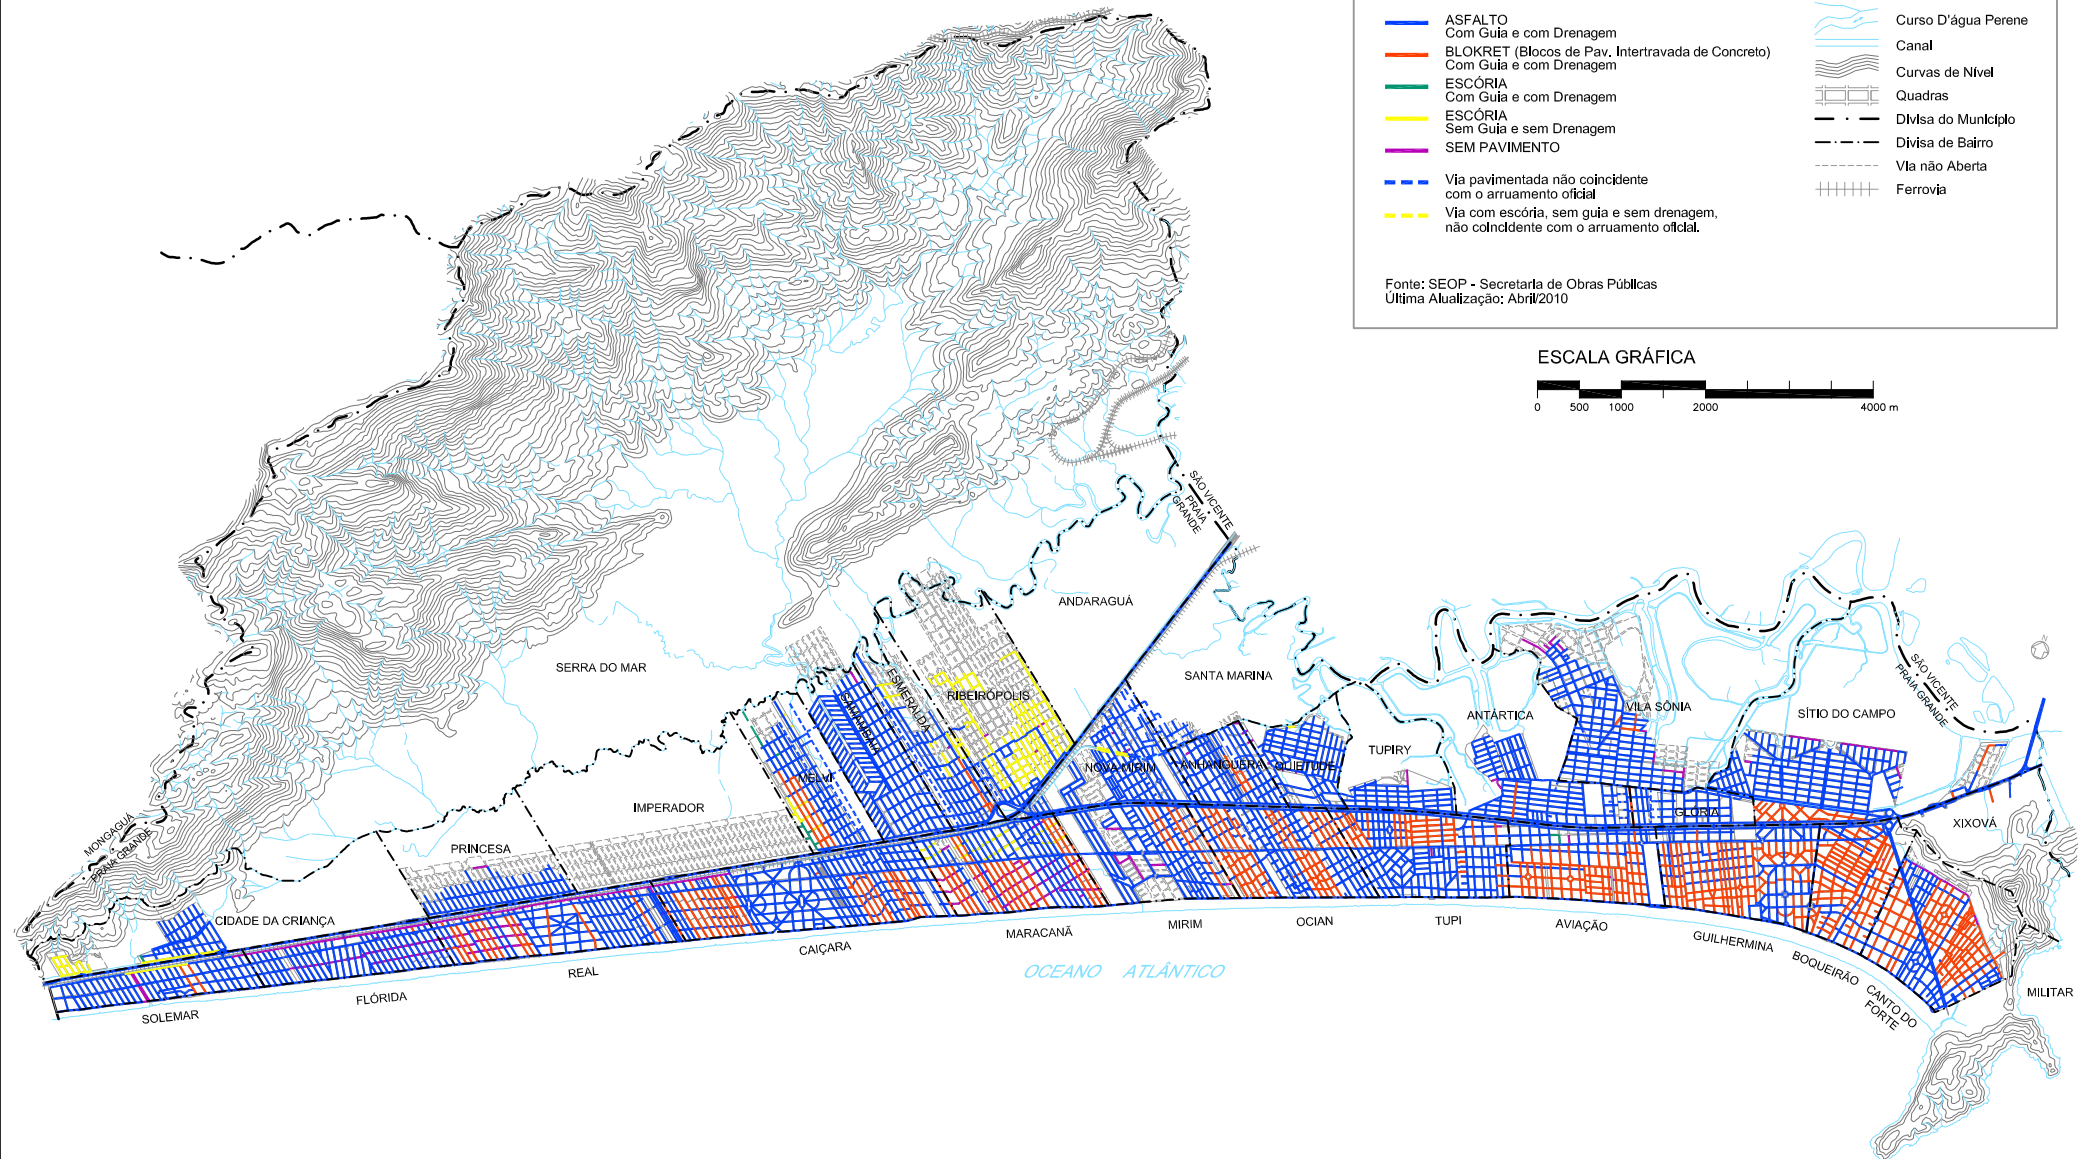 ASFALTO
Com Guia e com Drenagem
BLOKRET (Blocos de Pav. Intertravada de Concreto)
Com Guia e com Drenagem
ESCÓRIA
Com Guia e com Drenagem
ESCÓRIA
Sem Guia e sem Drenagem
SEM PAVIMENTO
Via pavimentada não coincidente
com o arruamento oficial
Via com escória, sem guia e sem drenagem,
não coincidente com o arruamento oficial.
Curso D'água Perene
Canal
Curvas de Nível
Quadras
Divisa do Município
Divisa de Bairro
Via não Aberta
Ferrovia
Fonte: SEOP - Secretaria de Obras Públicas
Última Alualização: Abril/2010
ESCALA GRÁFICA
0 500 1000 2000 4000 m
SÃO VICENTE
PRAIA
GRANDE
ANDARAGUÁ
SERRA DO MAR
SANTA MARINA
RIBEIRÓPOLIS
ESMERALDA
SAMAMBAIA
MELVI
NOVA MIRIM
ANHANGUERA
QUIETUDE
TUPIRY
ANTÁRTICA
VILA SÔNIA
SÍTIO DO CAMPO
SÃO VICENTE
PRAIA GRANDE
N
GLÓRIA
XIXOVÁ
IMPERADOR
PRINCESA
MONGAGUÁ
PRAIA GRANDE
CIDADE DA CRIANÇA
SOLEMAR
FLÓRIDA
REAL
CAIÇARA
MARACANÃ
MIRIM
OCIAN
TUPI
AVIAÇÃO
GUILHERMINA
BOQUEIRÃO
CANTO DO
FORTE
MILITAR
OCEANO ATLÂNTICO